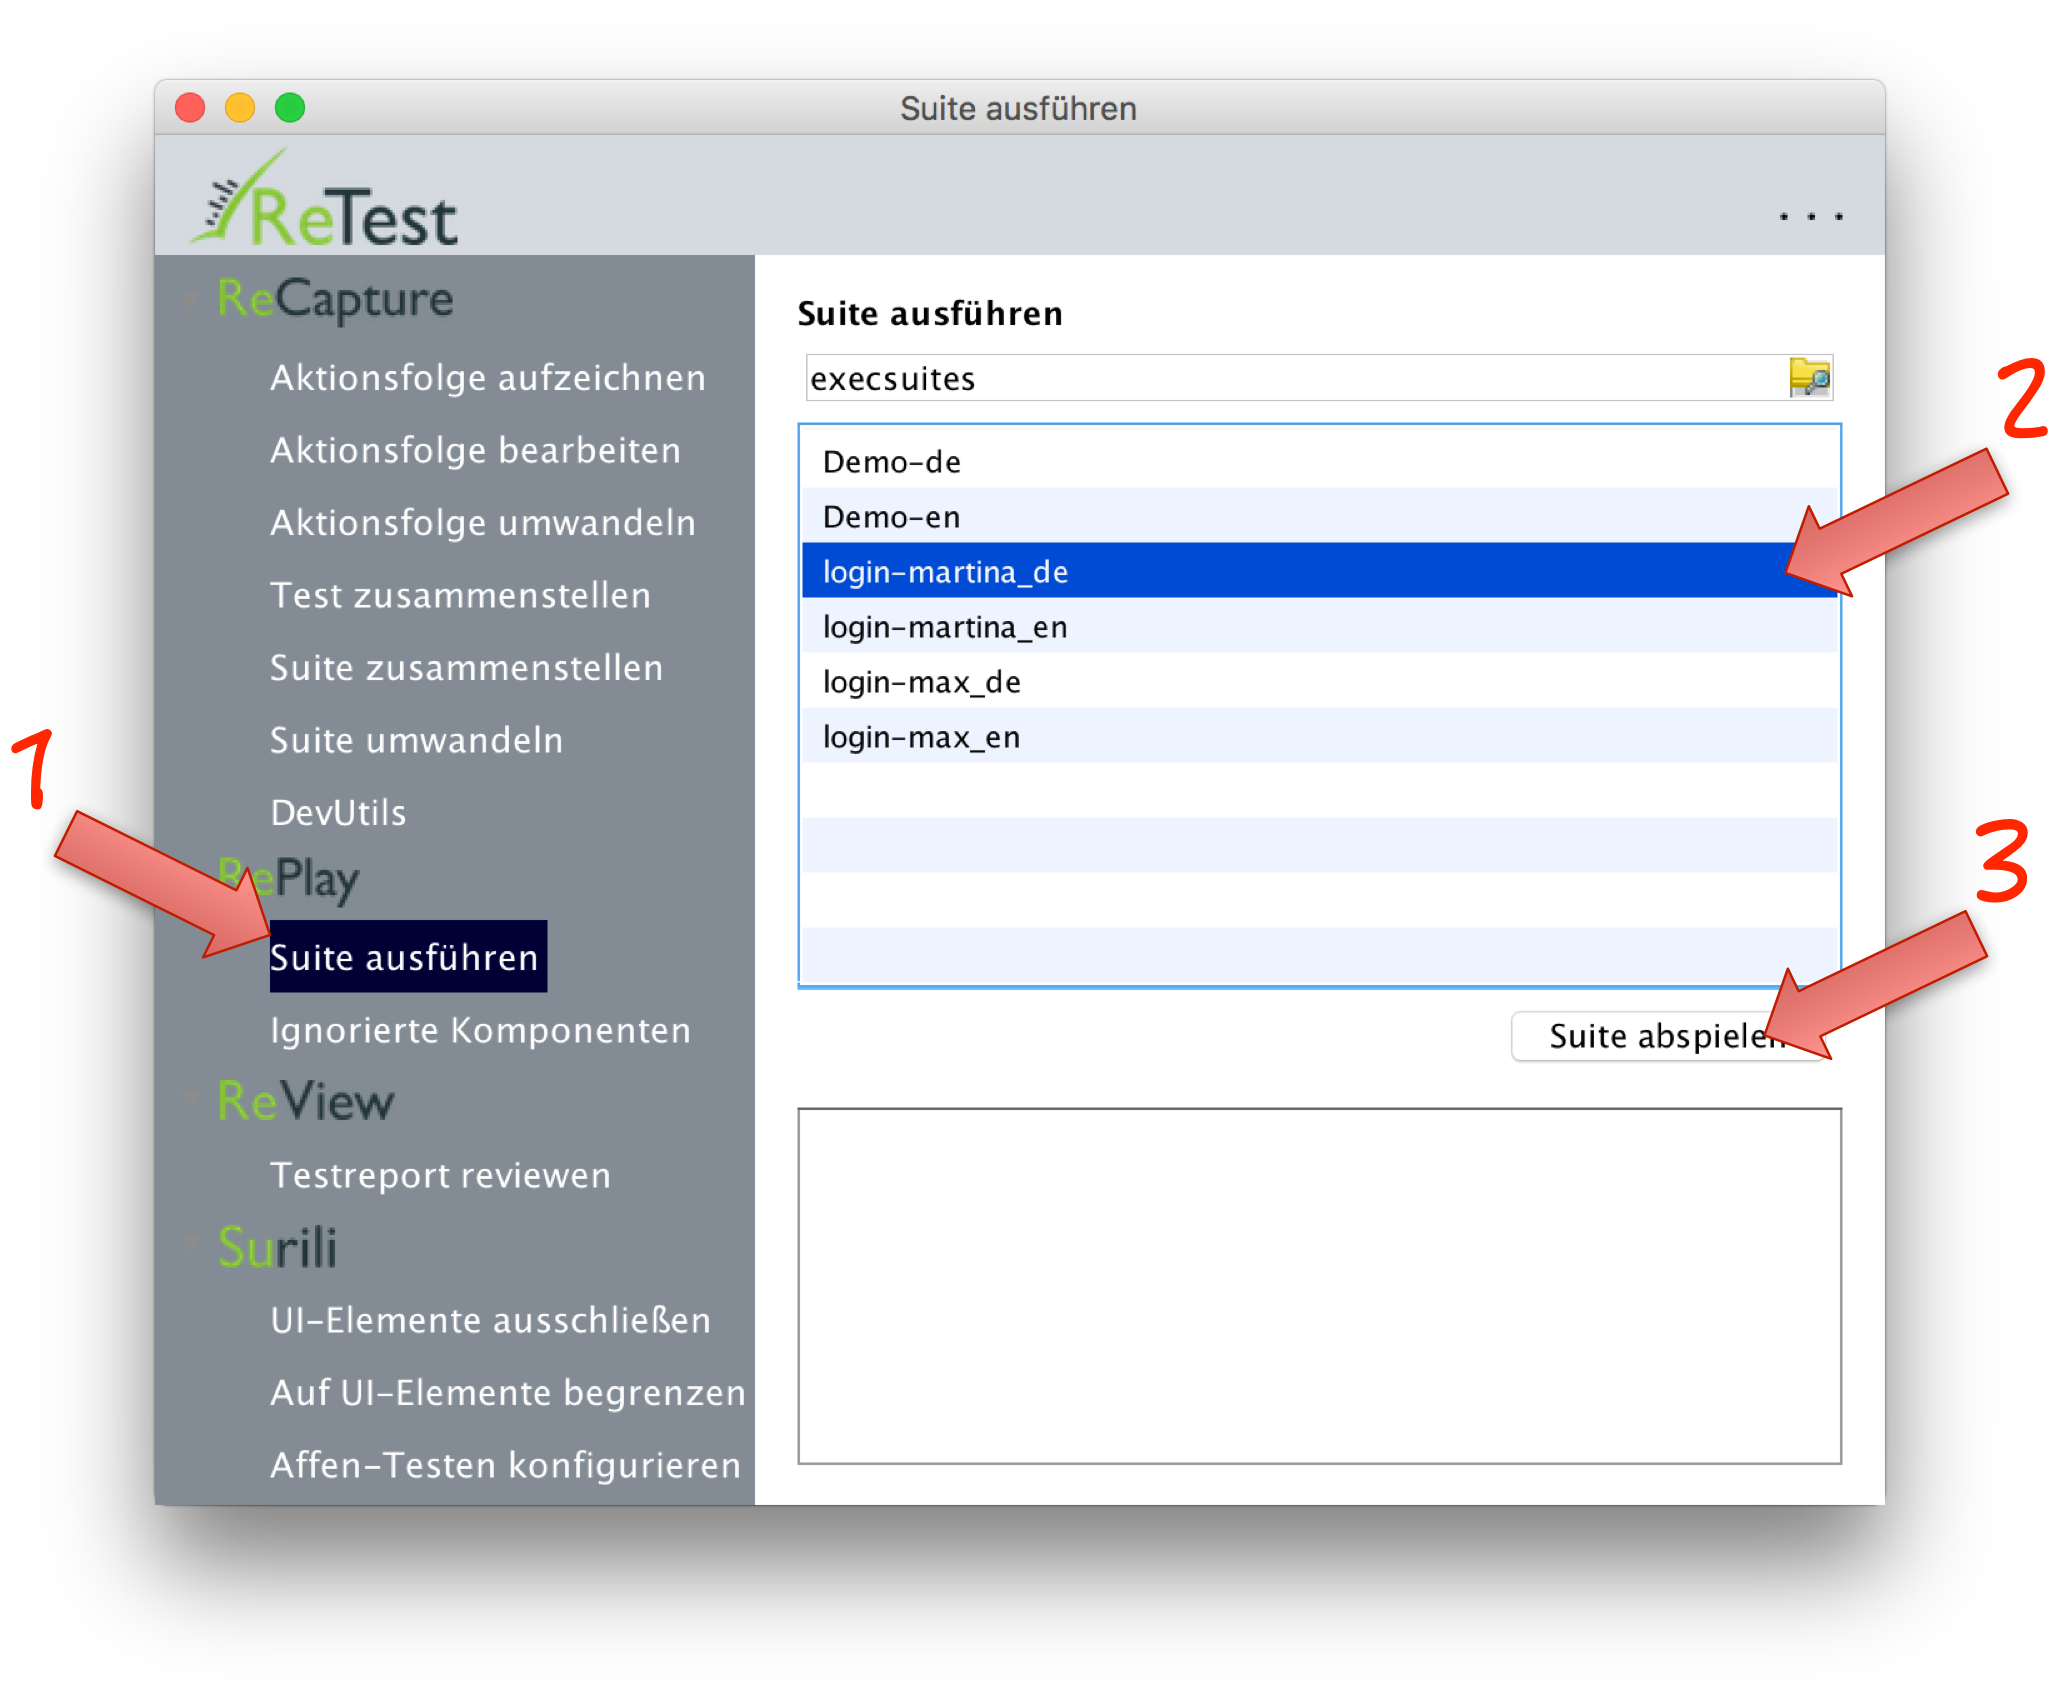 Suite ausführen
ReTest
...
ReCapture
Aktionsfolge aufzeichnen
Aktionsfolge bearbeiten
Aktionsfolge umwandeln
Test zusammenstellen
Suite zusammenstellen
Suite umwandeln
DevUtils
RePlay
Suite ausführen
Ignorierte Komponenten
ReView
Testreport reviewen
Surili
UI-Elemente ausschließen
Auf UI-Elemente begrenzen
Affen-Testen konfigurieren
Suite ausführen
execsuites
Demo-de
Demo-en
login-martina_de
login-martina_en
login-max_de
login-max_en
Suite abspielen
1
2
3